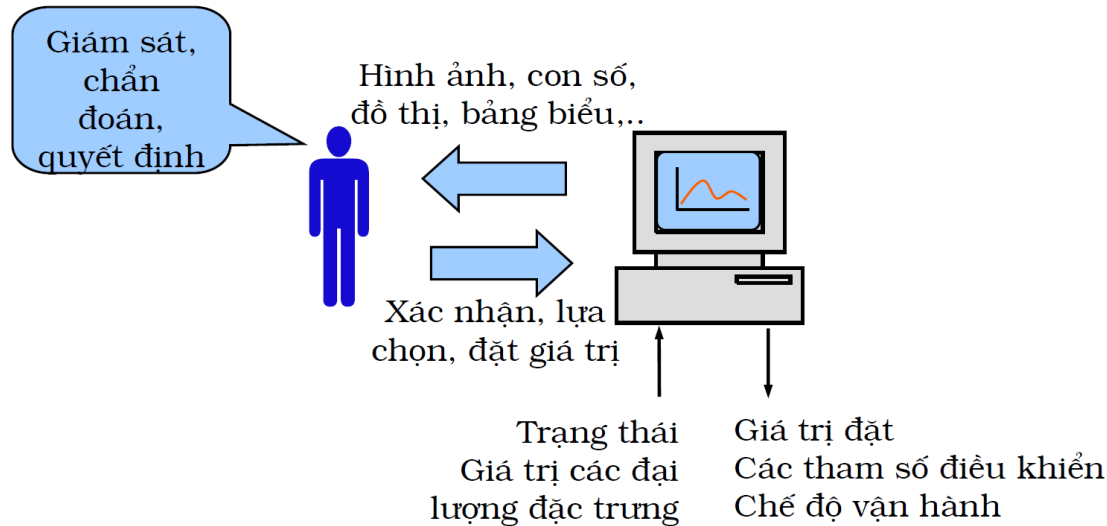 Giám sát,
chẩn
đoán,
quyết định
Hình ảnh, con số,
đồ thị, bảng biểu,..
Xác nhận, lựa
chọn, đặt giá trị
Trạng thái
Giá trị các đại
lượng đặc trưng
Giá trị đặt
Các tham số điều khiển
Chế độ vận hành